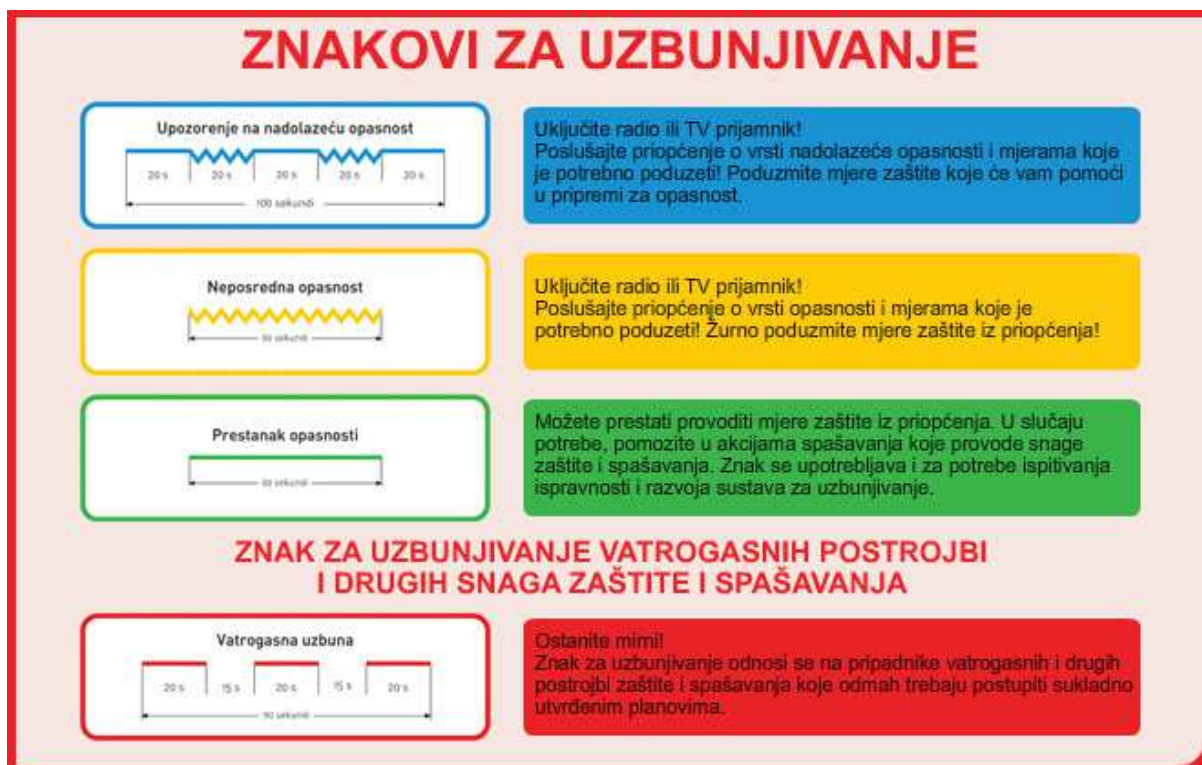 ZNAKOVI ZA UZBUNJIVANJE
Upozorenje na nadolazeću opasnost
20 s 20 s 20 s 20 s 20 s
100 sekundi
Uključite radio ili TV prijamnik!
Poslušajte priopćenje o vrsti nadolazeće opasnosti i mjerama koje
je potrebno poduzeti! Poduzmite mjere zaštite koje će vam pomoći
u pripremi za opasnost.
Neposredna opasnost
sekundi
Uključite radio ili TV prijamnik!
Poslušajte priopćenje o vrsti opasnosti i mjerama koje je
potrebno poduzeti! Žurno poduzmite mjere zaštite iz priopćenja!
Prestanak opasnosti
sekundi
Možete prestati provoditi mjere zaštite iz priopćenja. U slučaju
potrebe, pomozite u akcijama spašavanja koje provode snage
zaštite i spašavanja. Znak se upotrebljava i za potrebe ispitivanja
ispravnosti i razvoja sustava za uzbunjivanje.
ZNAK ZA UZBUNJIVANJE VATROGASNIH POSTROJBI
I DRUGIH SNAGA ZAŠTITE I SPAŠAVANJA
Vatrogasna uzbuna
20 s 15 s 20 s 15 s 20 s
90 sekundi
Ostanite mirni!
Znak za uzbunjivanje odnosi se na pripadnike vatrogasnih i drugih
postrojbi zaštite i spašavanja koje odmah trebaju postupiti sukladno
utvrđenim planovima.